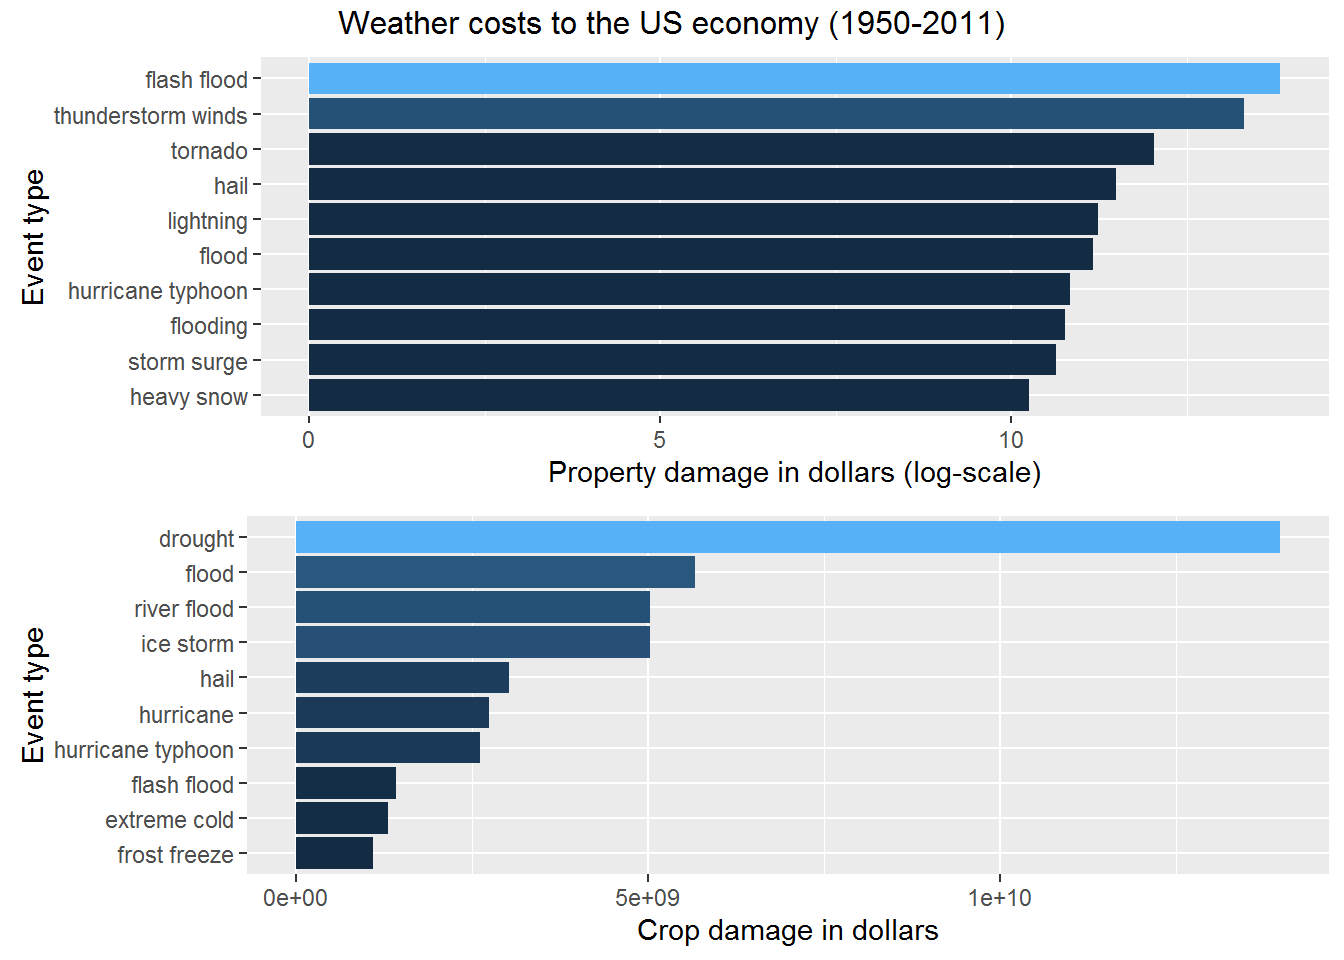 Weather costs to the US economy (1950-2011)
Event type
flash flood
thunderstorm winds
tornado
hail
lightning
flood
hurricane typhoon
flooding
storm surge
heavy snow
0 5 10
Property damage in dollars (log-scale)
Event type
drought
flood
river flood
ice storm
hail
hurricane
hurricane typhoon
flash flood
extreme cold
frost freeze
0e+00 5e+09 1e+10
Crop damage in dollars